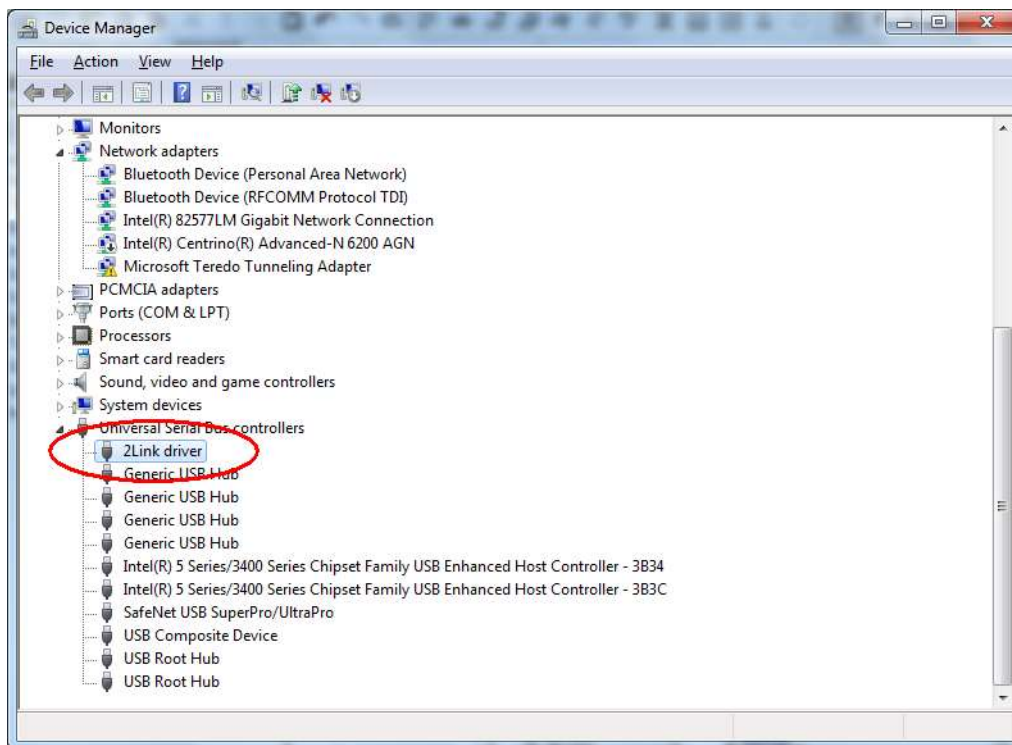 Device Manager
File Action View Help
Monitors
Network adapters
Bluetooth Device (Personal Area Network)
Bluetooth Device (RFCOMM Protocol TDI)
Intel(R) 82577LM Gigabit Network Connection
Intel(R) Centrino(R) Advanced-N 6200 AGN
Microsoft Teredo Tunneling Adapter
PCMCIA adapters
Ports (COM & LPT)
Processors
Smart card readers
Sound, video and game controllers
System devices
Universal Serial Bus controllers
2Link driver
Generic USB Hub
Generic USB Hub
Generic USB Hub
Generic USB Hub
Intel(R) 5 Series/3400 Series Chipset Family USB Enhanced Host Controller - 3B34
Intel(R) 5 Series/3400 Series Chipset Family USB Enhanced Host Controller - 3B3C
SafeNet USB SuperPro/UltraPro
USB Composite Device
USB Root Hub
USB Root Hub